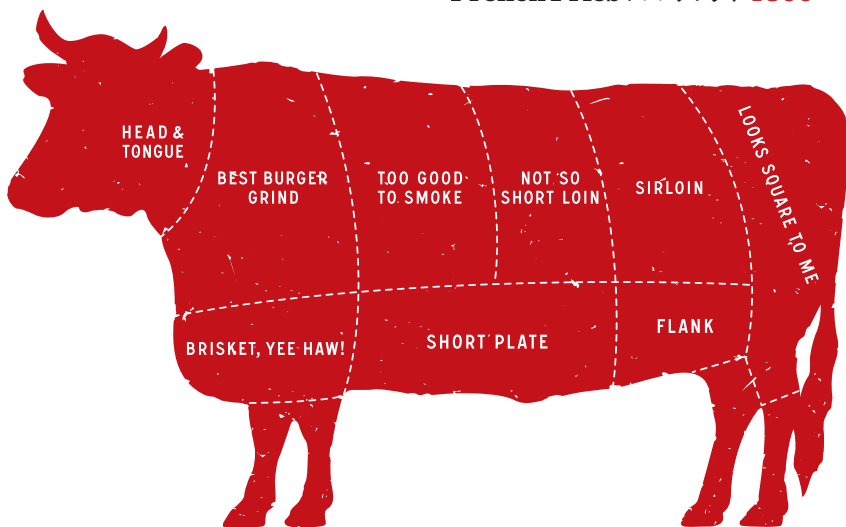 HEAD &
TONGUE
BEST BURGER
GRIND
TOO GOOD
TO SMOKE
NOT SO
SHORT LOIN
SIRLOIN
LOOKS SQUARE TO ME
BRISKET, YEE HAW!
SHORT PLATE
FLANK